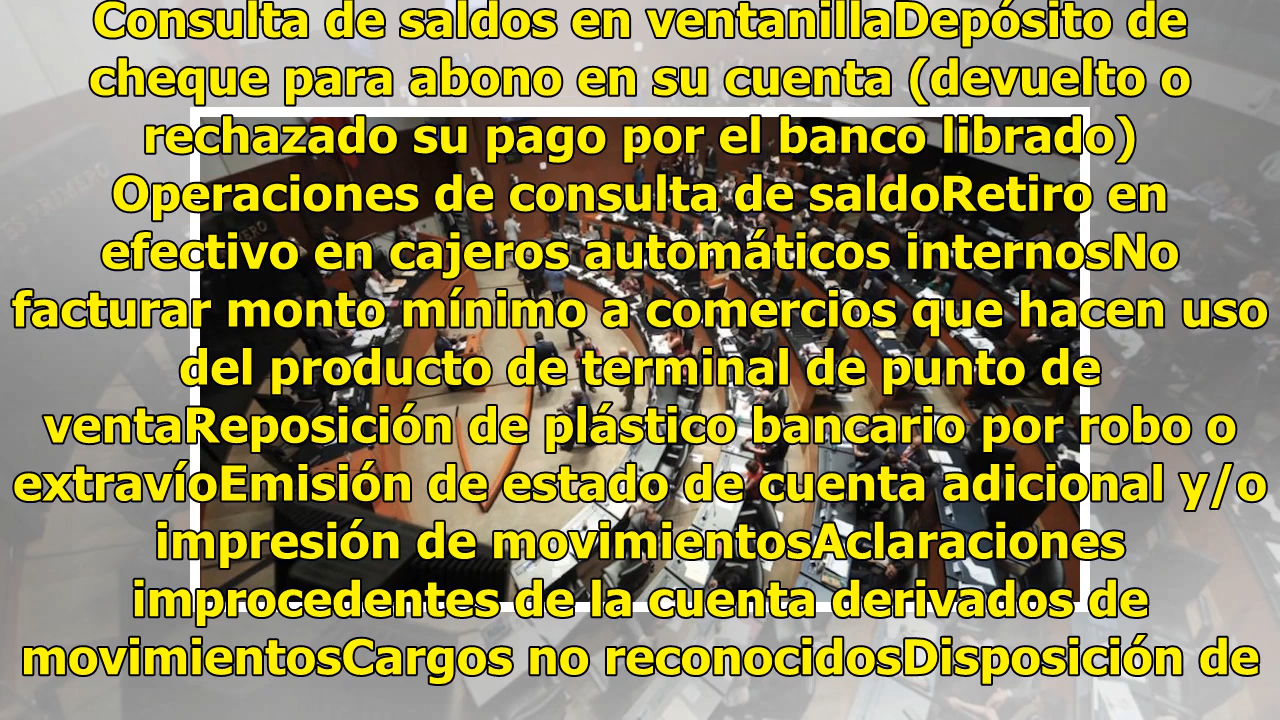 Consulta de saldos en ventanillaDepósito de
cheque para abono en su cuenta (devuelto o
rechazado su pago por el banco librado)
Operaciones de consulta de saldoRetiro en
efectivo en cajeros automáticos internosNo
facturar monto mínimo a comercios que hacen uso
del producto de terminal de punto de
ventaReposición de plástico bancario por robo o
extravíoEmisión de estado de cuenta adicional y/o
impresión de movimientosAclaraciones
improcedentes de la cuenta derivados de
movimientosCargos no reconocidosDisposición de
ES PRIMERO